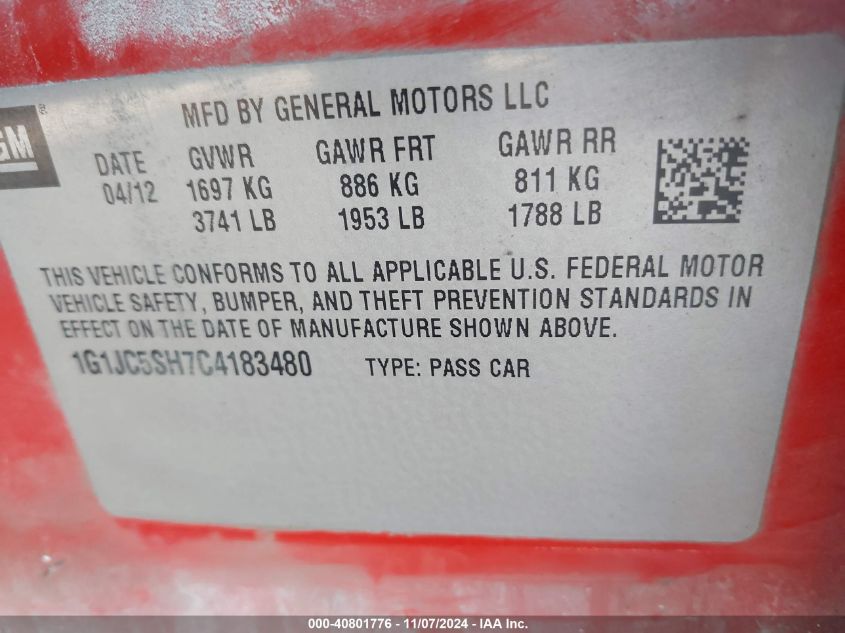 MFD BY GENERAL MOTORS LLC
GM
DATE GVWR GAWR FRT GAWR RR
04/12 1697 KG 886 KG 811 KG
3741 LB 1953 LB 1788 LB
THIS VEHICLE CONFORMS TO ALL APPLICABLE U.S. FEDERAL MOTOR
VEHICLE SAFETY, BUMPER, AND THEFT PREVENTION STANDARDS IN
EFFECT ON THE DATE OF MANUFACTURE SHOWN ABOVE.
1G1JC5SH7C4183480 TYPE: PASS CAR
000-40801776 - 11/07/2024 - IAA Inc.